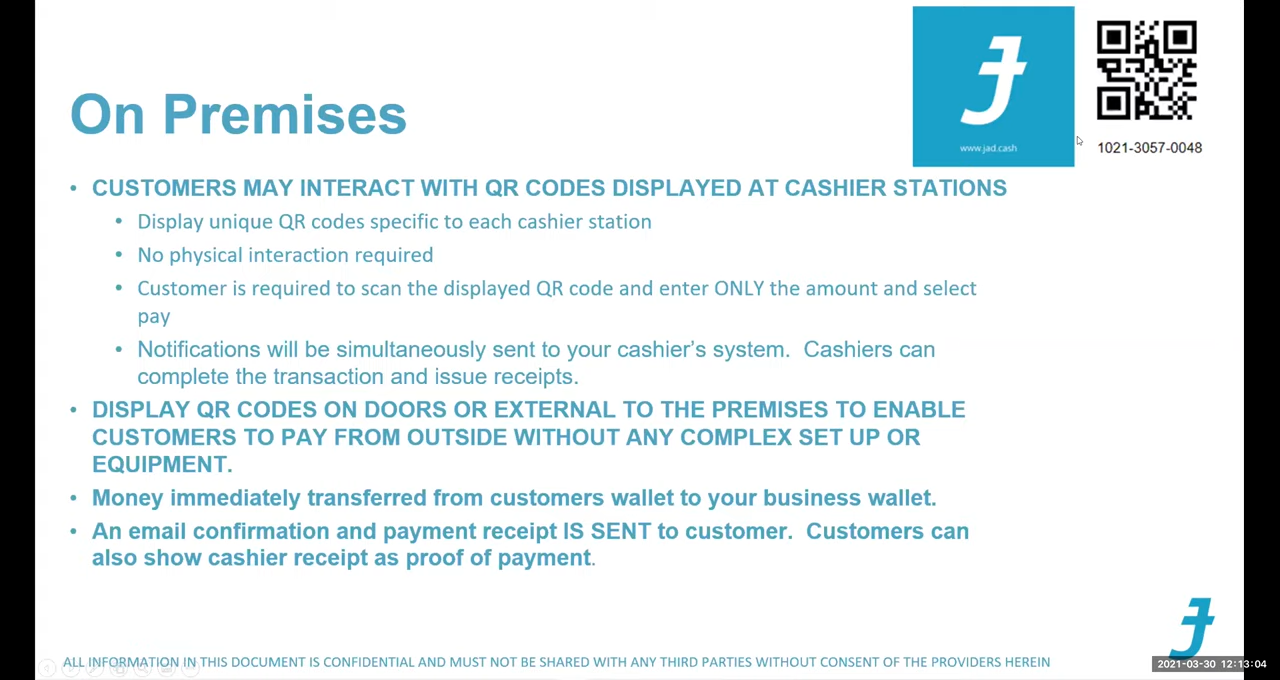 www.jad.cash
1021-3057-0048
On Premises
• CUSTOMERS MAY INTERACT WITH QR CODES DISPLAYED AT CASHIER STATIONS
• Display unique QR codes specific to each cashier station
• No physical interaction required
• Customer is required to scan the displayed QR code and enter ONLY the amount and select
pay
• Notifications will be simultaneously sent to your cashier’s system.  Cashiers can
complete the transaction and issue receipts.
• DISPLAY QR CODES ON DOORS OR EXTERNAL TO THE PREMISES TO ENABLE
CUSTOMERS TO PAY FROM OUTSIDE WITHOUT ANY COMPLEX SET UP OR
EQUIPMENT.
• Money immediately transferred from customers wallet to your business wallet.
• An email confirmation and payment receipt IS SENT to customer.  Customers can
also show cashier receipt as proof of payment.
ALL INFORMATION IN THIS DOCUMENT IS CONFIDENTIAL AND MUST NOT BE SHARED WITH ANY THIRD PARTIES WITHOUT CONSENT OF THE PROVIDERS HEREIN
2021-03-30 12:13:04